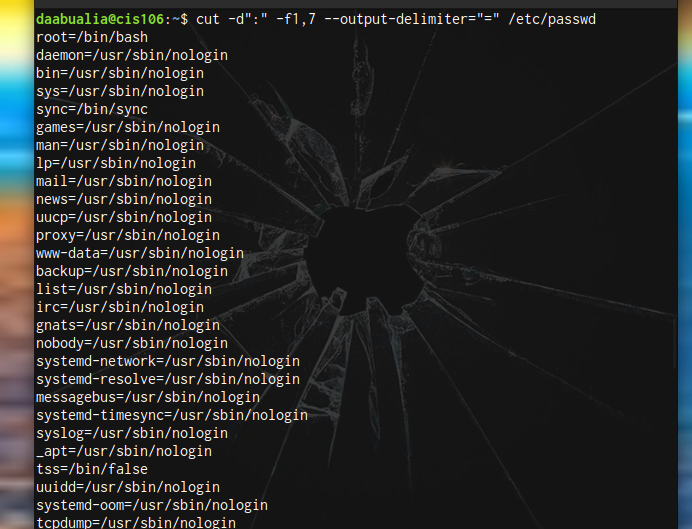 daabualia@cis106:~$ cut -d":" -f1,7 --output-delimiter="=" /etc/passwd
root=/bin/bash
daemon=/usr/sbin/nologin
bin=/usr/sbin/nologin
sys=/usr/sbin/nologin
sync=/bin/sync
games=/usr/sbin/nologin
man=/usr/sbin/nologin
lp=/usr/sbin/nologin
mail=/usr/sbin/nologin
news=/usr/sbin/nologin
uucp=/usr/sbin/nologin
proxy=/usr/sbin/nologin
www-data=/usr/sbin/nologin
backup=/usr/sbin/nologin
list=/usr/sbin/nologin
irc=/usr/sbin/nologin
gnats=/usr/sbin/nologin
nobody=/usr/sbin/nologin
systemd-network=/usr/sbin/nologin
systemd-resolve=/usr/sbin/nologin
messagebus=/usr/sbin/nologin
systemd-timesync=/usr/sbin/nologin
syslog=/usr/sbin/nologin
_apt=/usr/sbin/nologin
tss=/bin/false
uuidd=/usr/sbin/nologin
systemd-oom=/usr/sbin/nologin
tcpdump=/usr/sbin/nologin